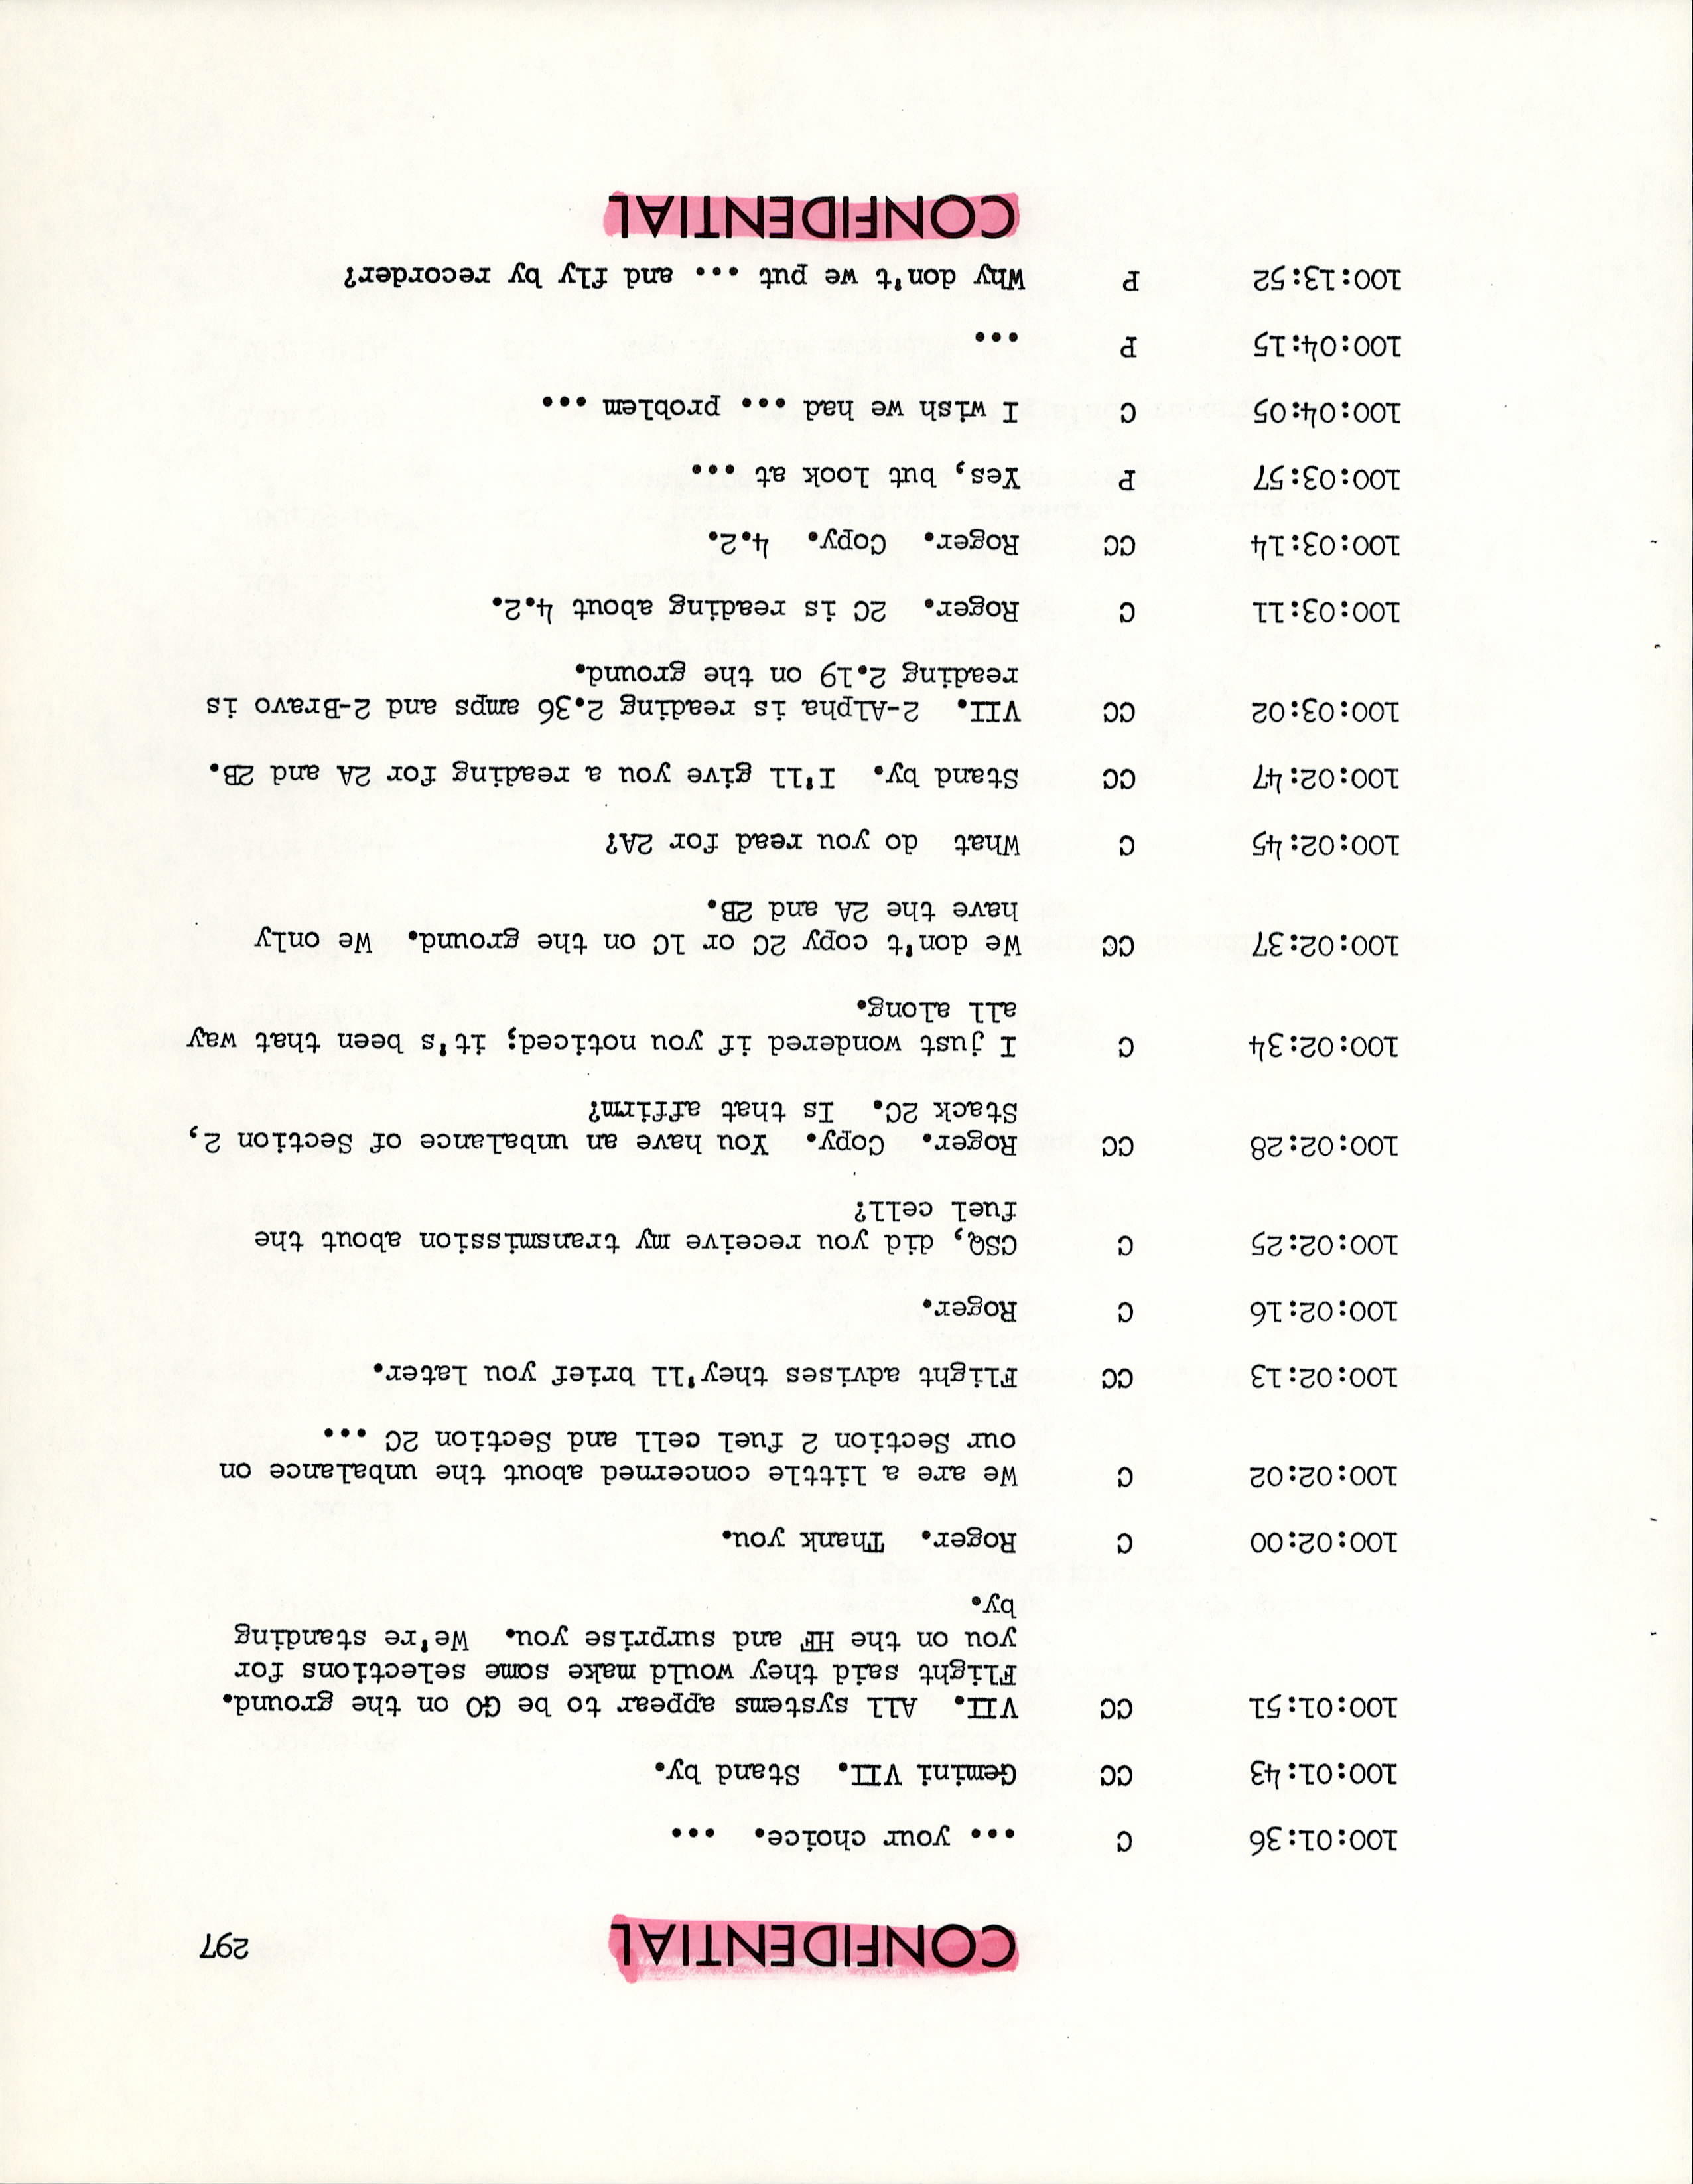 CONFIDENTIAL 297
100:01:36 C ... your choice. ...
100:01:43 CC Gemini VII. Stand by.
100:01:51 CC VII. All systems appear to be GO on the ground.
Flight said they would make some selections for
you on the HF and surprise you. We're standing
by.
100:02:00 C Roger. Thank you.
100:02:02 C We are a little concerned about the unbalance on
our Section 2 fuel cell and Section 2C ...
100:02:13 CC Flight advises they'll brief you later.
100:02:16 C Roger.
100:02:25 C CSQ, did you receive my transmission about the
fuel cell?
100:02:28 CC Roger. Copy. You have an unbalance of Section 2,
Stack 2C. Is that affirm?
100:02:34 C I just wondered if you noticed; it's been that way
all along.
100:02:37 CC We don't copy 2C or 1C on the ground. We only
have the 2A and 2B.
100:02:45 C What do you read for 2A?
100:02:47 CC Stand by. I'll give you a reading for 2A and 2B.
100:03:02 CC VII. 2-Alpha is reading 2.36 amps and 2-Bravo is
reading 2.19 on the ground.
100:03:11 C Roger. 2C is reading about 4.2.
100:03:14 CC Roger. Copy. 4.2.
100:03:57 P Yes, but look at ...
100:04:05 C I wish we had ... problem ...
100:04:15 P ...
100:13:52 P Why don't we put ... and fly by recorder?
CONFIDENTIAL